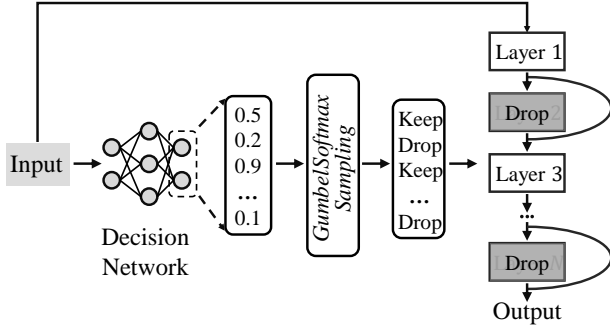 Input
Decision
Network
0.5
0.2
0.9
...
0.1
GumbelSoftmax
Sampling
Keep
Drop
Keep
...
Drop
Layer 1
Drop
Layer 3
...
Drop
Output